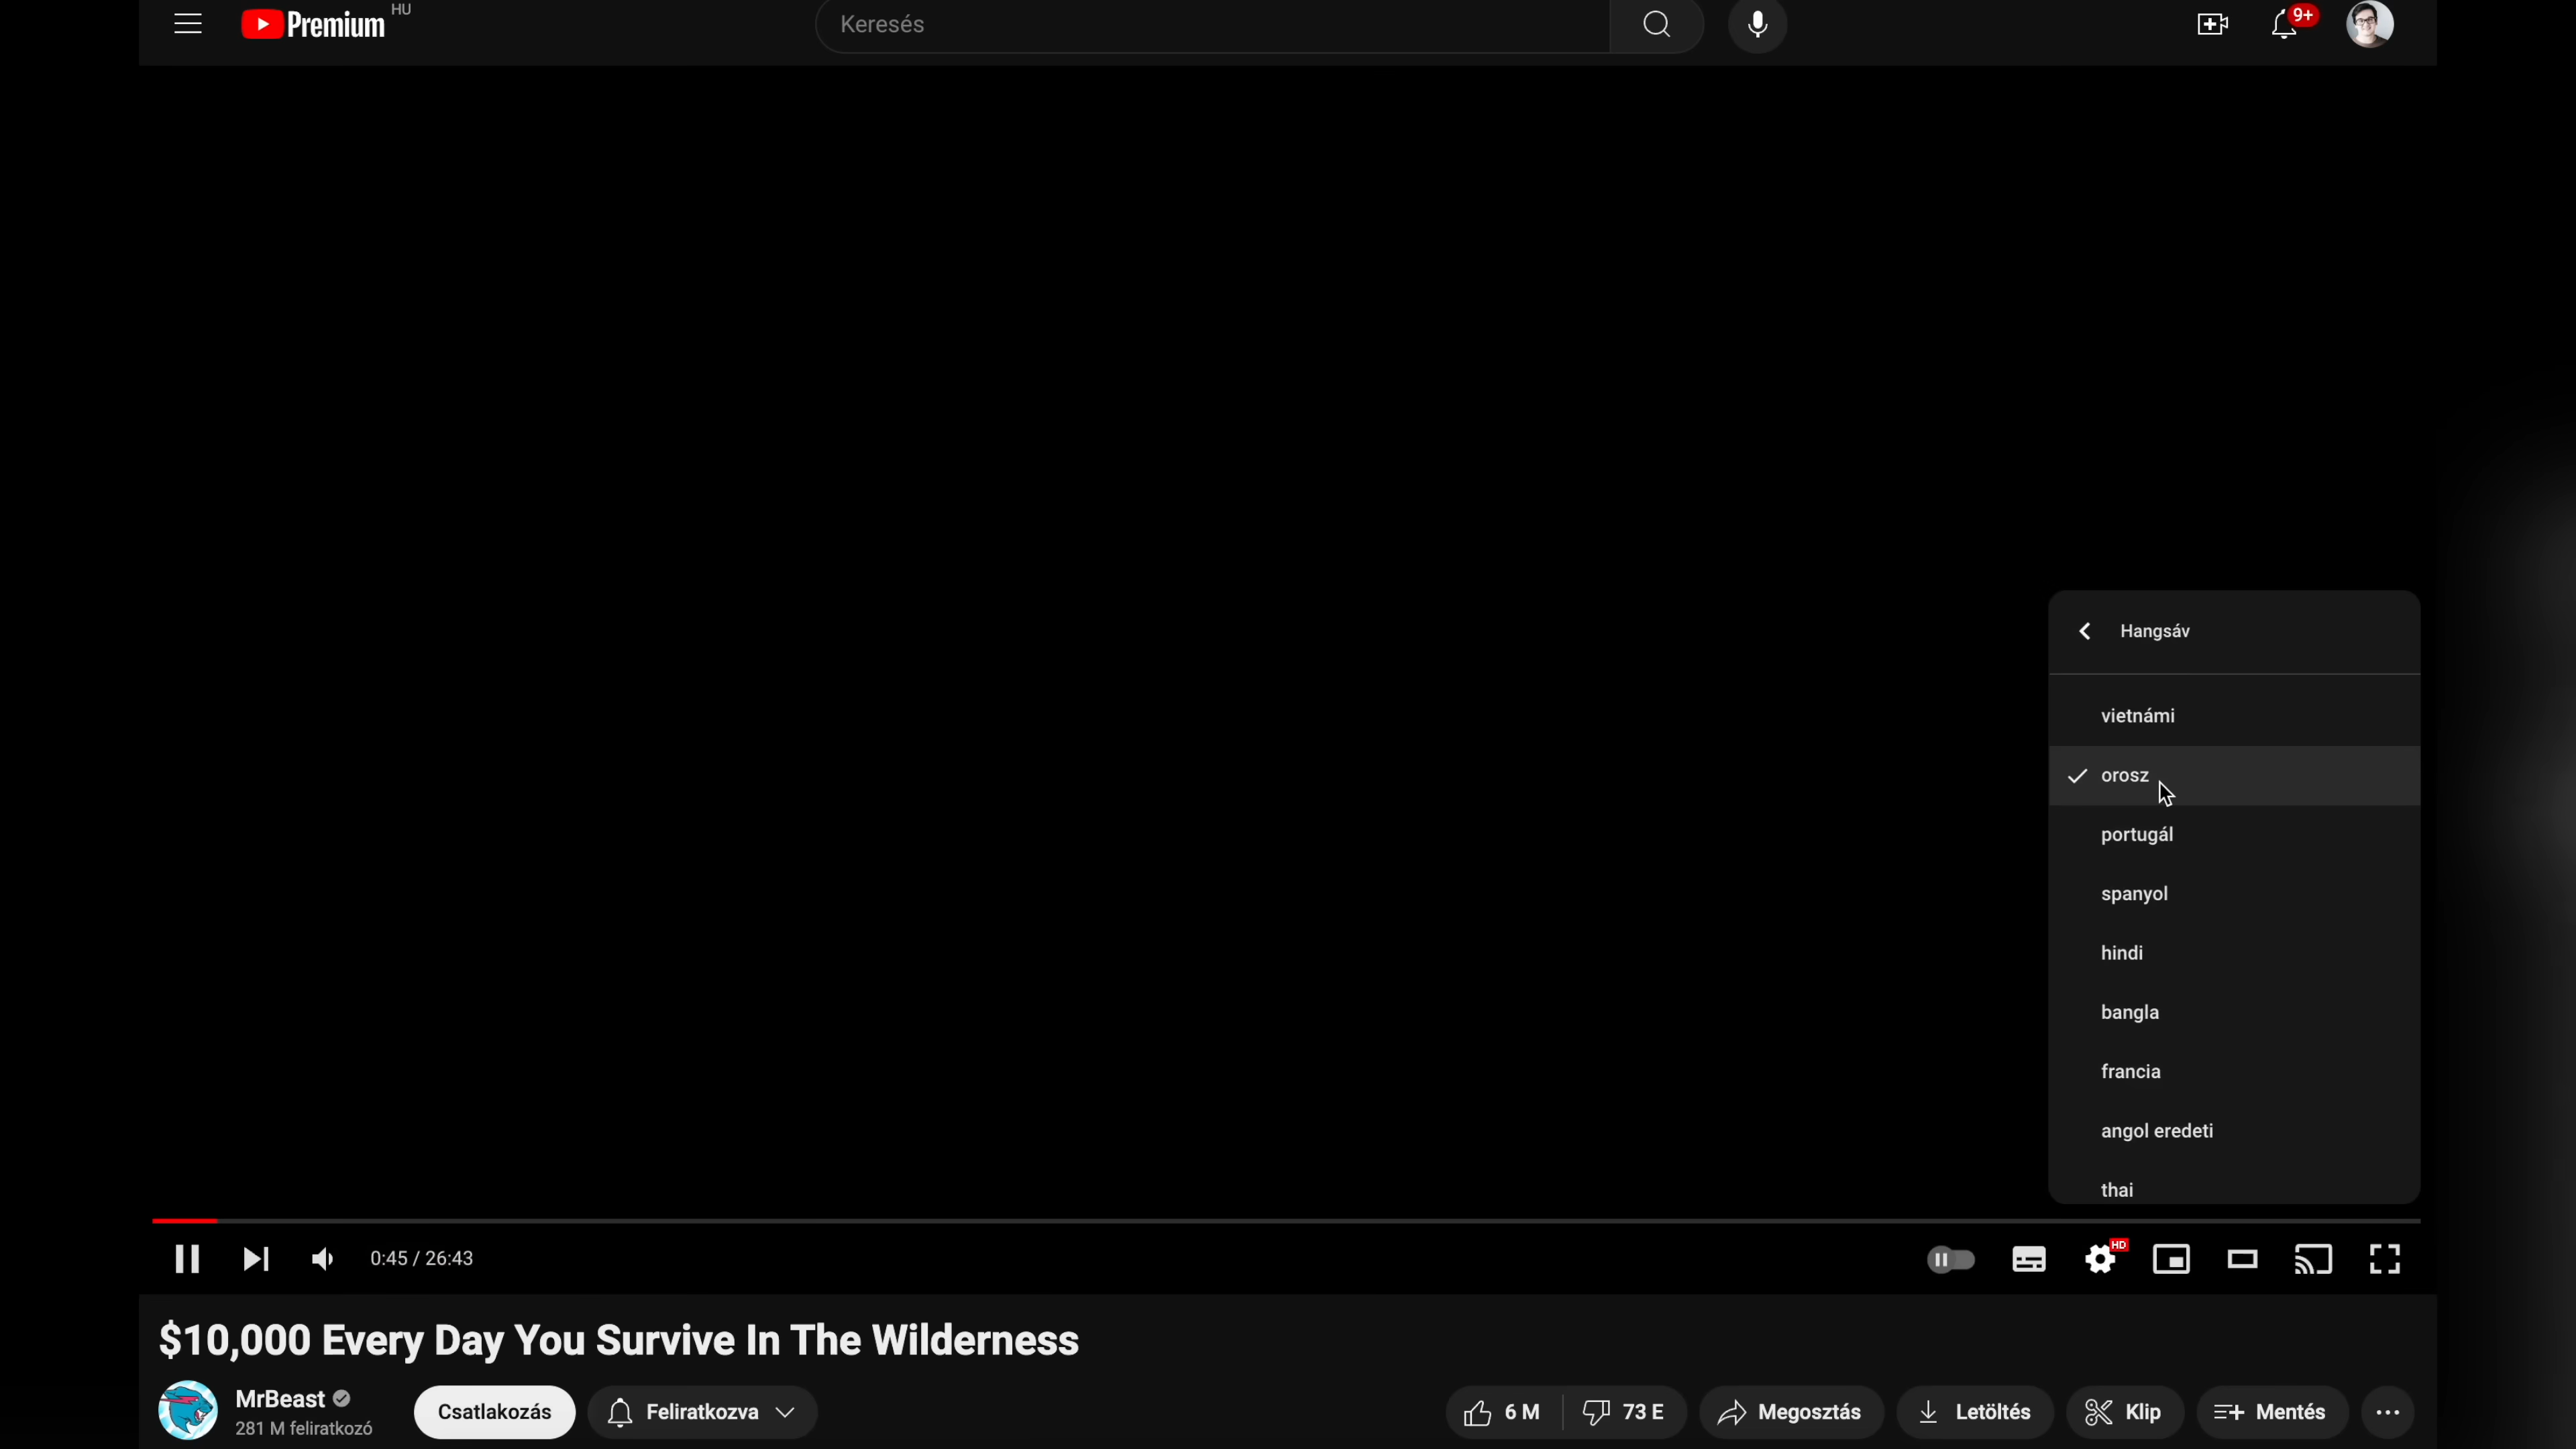 Premium HU
Keresés
9+
Hangsáv
vietnámi
orosz
portugál
spanyol
hindi
bangla
francia
angol eredeti
thai
0:45 / 26:43
HD
$10,000 Every Day You Survive In The Wilderness
MrBeast
281 M feliratkozó
Csatlakozás
Feliratkozva
6 M
73 E
Megosztás
Letöltés
Klip
Mentés